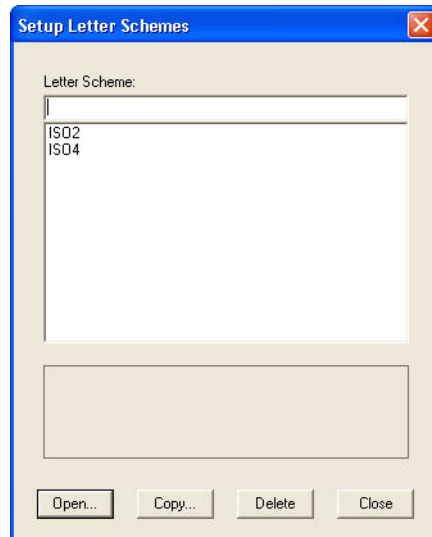 Setup Letter Schemes
Letter Scheme:
ISO2
ISO4
Open... Copy... Delete Close